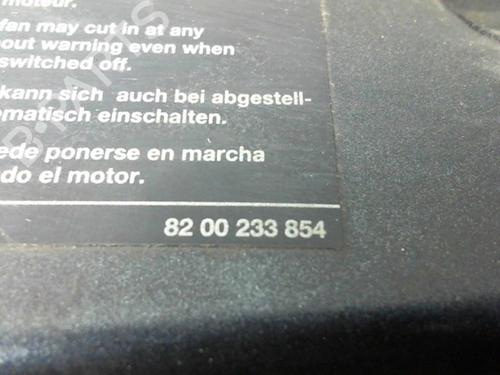 moteur.
fan may cut in at any
out warning even when
switched off.
kann sich auch bei abgestell-
matisch einschalten.
ede ponerse en marcha
do el motor.
82 00 233 854
B-PARTS